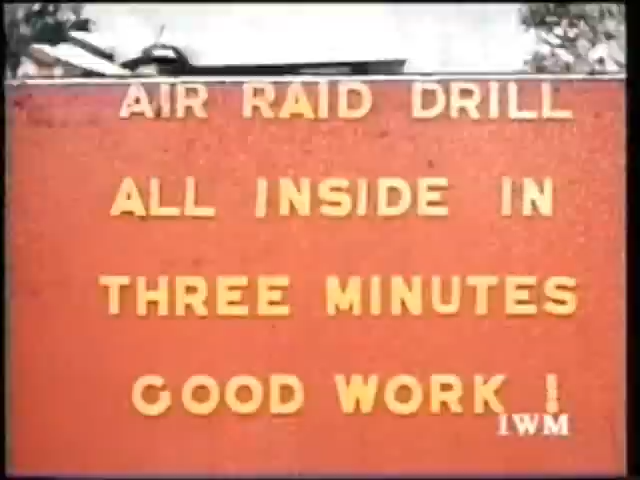 AIR RAID DRILL
ALL INSIDE IN
THREE MINUTES
GOOD WORK !
IWM